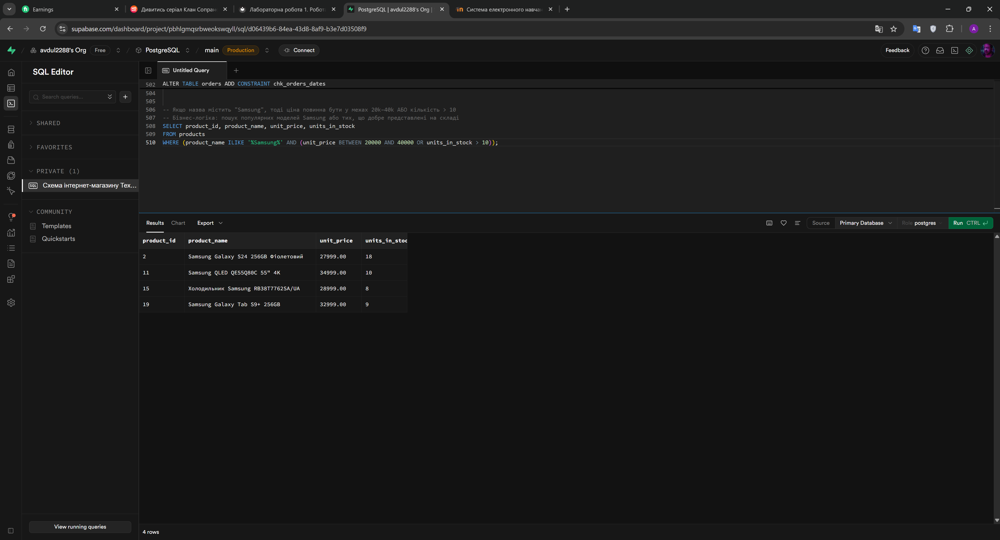 Earnings
Дивитись серіал Клан Сопран
Лабораторна робота 1. Робот
PostgreSQL | avdul2288's Org |
Система електронного навчан
supabase.com/dashboard/project/pbhlgmqsrbweokswqyll/sql/d06439b6-84ea-43d8-8af9-b3e7d03508f9
A
avdul2288's Org Free
PostgreSQL
main Production
Connect
Feedback
SQL Editor
Search queries...
SHARED
FAVORITES
PRIVATE (1)
SQL Схема інтернет-магазину Тех...
COMMUNITY
Templates
Quickstarts
View running queries
SQL Untitled Query
502 ALTER TABLE orders ADD CONSTRAINT chk_orders_dates
504
505
506 -- Якщо назва містить "Samsung", тоді ціна повинна бути у межах 20k–40k АБО кількість > 10
507 -- Бізнес-логіка: пошук популярних моделей Samsung або тих, що добре представлені на складі
508 SELECT product_id, product_name, unit_price, units_in_stock
509 FROM products
510 WHERE (product_name ILIKE '%Samsung%' AND (unit_price BETWEEN 20000 AND 40000 OR units_in_stock > 10));
Results Chart Export
Source Primary Database Role postgres Run CTRL
product_id product_name unit_price units_in_stoc
2 Samsung Galaxy S24 256GB Фіолетовий 27999.00 18
11 Samsung QLED QE55Q80C 55" 4K 34999.00 10
15 Холодильник Samsung RB38T7762SA/UA 28999.00 8
19 Samsung Galaxy Tab S9+ 256GB 32999.00 9
4 rows